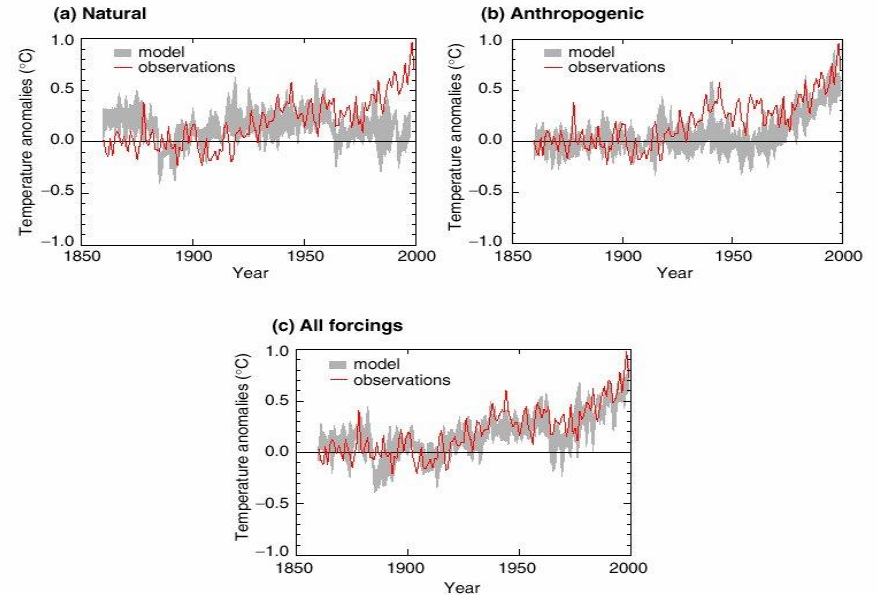 (a) Natural
Temperature anomalies (°C)
1.0
0.5
0.0
−0.5
−1.0
model
observations
1850 1900 1950 2000
Year
(b) Anthropogenic
Temperature anomalies (°C)
1.0
0.5
0.0
−0.5
−1.0
model
observations
1850 1900 1950 2000
Year
(c) All forcings
Temperature anomalies (°C)
1.0
0.5
0.0
−0.5
−1.0
model
observations
1850 1900 1950 2000
Year